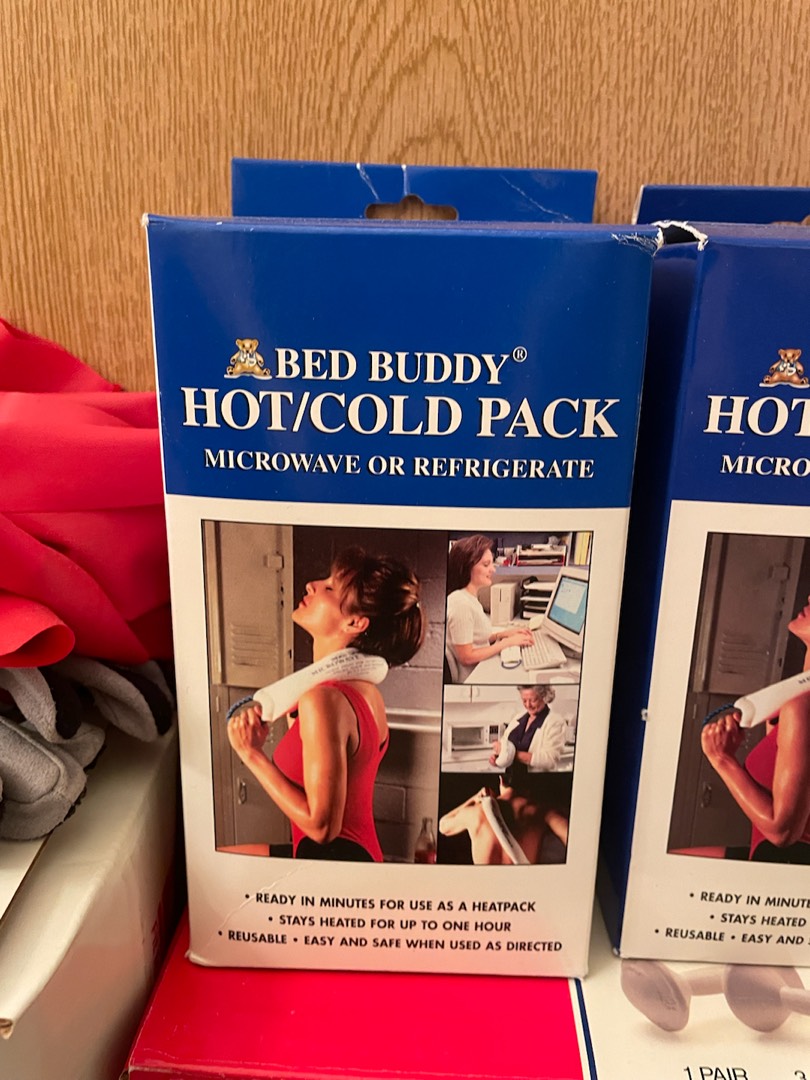 BED BUDDY®
HOT/COLD PACK
MICROWAVE OR REFRIGERATE
• READY IN MINUTES FOR USE AS A HEATPACK
• STAYS HEATED FOR UP TO ONE HOUR
• REUSABLE • EASY AND SAFE WHEN USED AS DIRECTED
HOT
MICRO
• READY IN MINUTE
• STAYS HEATED
• REUSABLE • EASY AND
1 PAIR